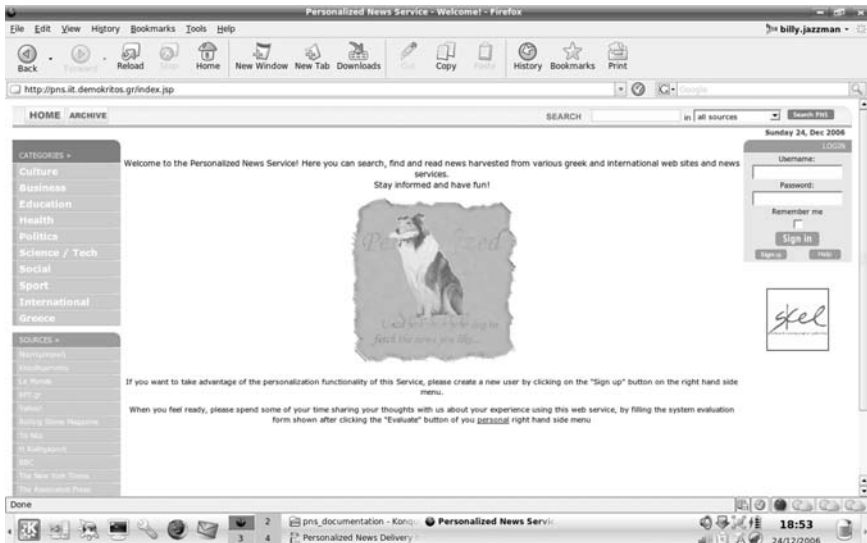 Personalized News Service - Welcome! - Firefox
File Edit View History Bookmarks Tools Help
billy.jazzman
Back Forward Reload Stop Home New Window New Tab Downloads Cut Copy Paste History Bookmarks Print
http://pns.iit.demokritos.gr/index.jsp
Google
HOME ARCHIVE
SEARCH in all sources Search PNS
Sunday 24, Dec 2006
CATEGORIES »
Culture
Business
Education
Health
Politics
Science / Tech
Social
Sport
International
Greece
SOURCES »
Le Monde
Yahoo!
Rolling Stone Magazine
BBC
The New York Times
The Associated Press
Welcome to the Personalized News Service! Here you can search, find and read news harvested from various greek and international web sites and news
services.
Stay informed and have fun!
fetch the news you like...
If you want to take advantage of the personalization functionality of this Service, please create a new user by clicking on the "Sign up" button on the right hand side
menu.
When you feel ready, please spend some of your time sharing your thoughts with us about your experience using this web service, by filling the system evaluation
form shown after clicking the "Evaluate" button of you personal right hand side menu
LOGIN
Username:
Password:
Remember me
Sign in
Sign up Help
skel
Done
2
3 4
pns_documentation - Konqu
Personalized News Servic
Personalized News Delivery
18:53
24/12/2006